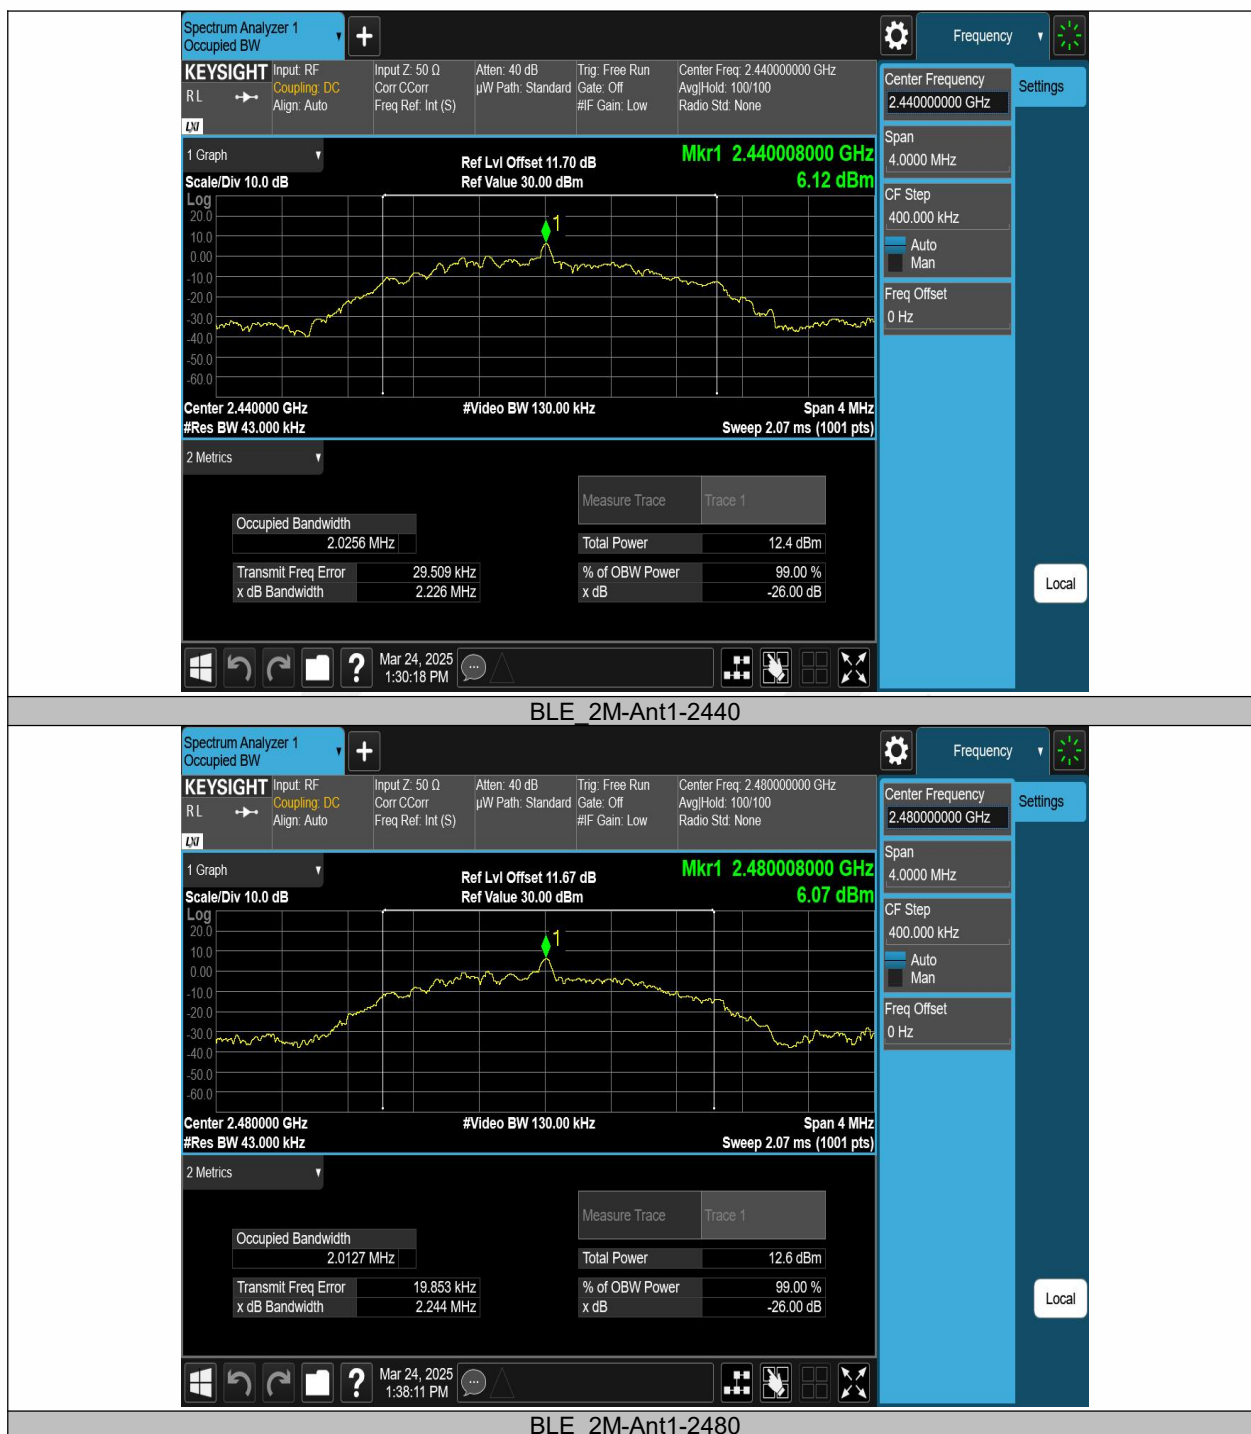 Spectrum Analyzer 1
Occupied BW
Frequency
KEYSIGHT
RL
LXI
Input: RF
Coupling: DC
Align: Auto
Input Z: 50 Ω
Corr CCorr
Freq Ref: Int (S)
Atten: 40 dB
µW Path: Standard
Trig: Free Run
Gate: Off
#IF Gain: Low
Center Freq: 2.440000000 GHz
Avg|Hold: 100/100
Radio Std: None
Center Frequency
2.440000000 GHz
Settings
Span
4.0000 MHz
CF Step
400.000 kHz
Auto
Man
Freq Offset
0 Hz
1 Graph
Scale/Div 10.0 dB
Ref Lvl Offset 11.70 dB
Ref Value 30.00 dBm
Mkr1 2.440008000 GHz
6.12 dBm
Log
20.0
10.0
0.00
-10.0
-20.0
-30.0
-40.0
-50.0
-60.0
1
Center 2.440000 GHz
#Video BW 130.00 kHz
Span 4 MHz
#Res BW 43.000 kHz
Sweep 2.07 ms (1001 pts)
2 Metrics
Measure Trace Trace 1
Occupied Bandwidth
2.0256 MHz
Total Power 12.4 dBm
Transmit Freq Error 29.509 kHz
% of OBW Power 99.00 %
x dB Bandwidth 2.226 MHz
x dB -26.00 dB
Local
?
Mar 24, 2025
1:30:18 PM
BLE_2M-Ant1-2440
Spectrum Analyzer 1
Occupied BW
Frequency
KEYSIGHT
RL
LXI
Input: RF
Coupling: DC
Align: Auto
Input Z: 50 Ω
Corr CCorr
Freq Ref: Int (S)
Atten: 40 dB
µW Path: Standard
Trig: Free Run
Gate: Off
#IF Gain: Low
Center Freq: 2.480000000 GHz
Avg|Hold: 100/100
Radio Std: None
Center Frequency
2.480000000 GHz
Settings
Span
4.0000 MHz
CF Step
400.000 kHz
Auto
Man
Freq Offset
0 Hz
1 Graph
Scale/Div 10.0 dB
Ref Lvl Offset 11.67 dB
Ref Value 30.00 dBm
Mkr1 2.480008000 GHz
6.07 dBm
Log
20.0
10.0
0.00
-10.0
-20.0
-30.0
-40.0
-50.0
-60.0
1
Center 2.480000 GHz
#Video BW 130.00 kHz
Span 4 MHz
#Res BW 43.000 kHz
Sweep 2.07 ms (1001 pts)
2 Metrics
Measure Trace Trace 1
Occupied Bandwidth
2.0127 MHz
Total Power 12.6 dBm
Transmit Freq Error 19.853 kHz
% of OBW Power 99.00 %
x dB Bandwidth 2.244 MHz
x dB -26.00 dB
Local
?
Mar 24, 2025
1:38:11 PM
BLE_2M-Ant1-2480